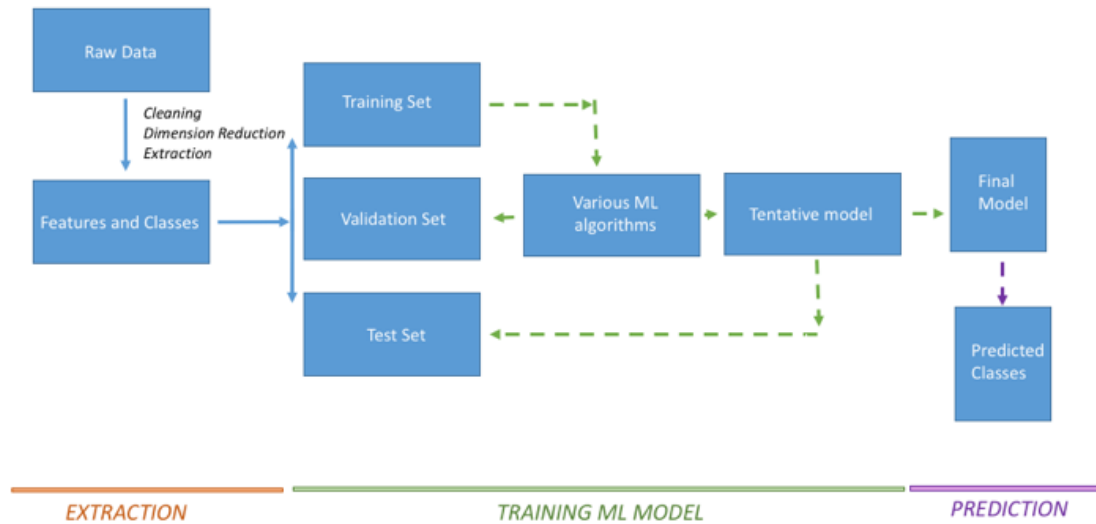 Raw Data
Cleaning
Dimension Reduction
Extraction
Features and Classes
Training Set
Validation Set
Test Set
Various ML
algorithms
Tentative model
Final
Model
Predicted
Classes
EXTRACTION
TRAINING ML MODEL
PREDICTION